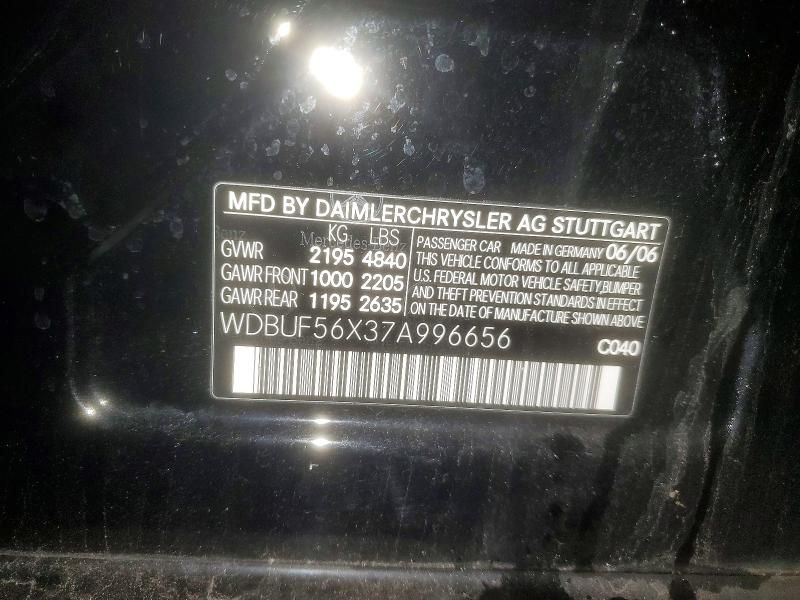 MFD BY DAIMLERCHRYSLER AG STUTTGART
KG LBS
GVWR 2195 4840
GAWR FRONT 1000 2205
GAWR REAR 1195 2635
PASSENGER CAR MADE IN GERMANY 06/06
THIS VEHICLE CONFORMS TO ALL APPLICABLE
U.S. FEDERAL MOTOR VEHICLE SAFETY, BUMPER
AND THEFT PREVENTION STANDARDS IN EFFECT
ON THE DATE OF MANUFACTURE SHOWN ABOVE
WDBUF56X37A996656
C040